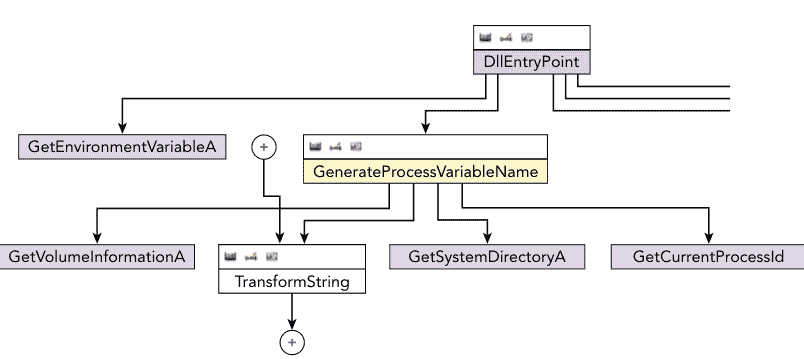 DllEntryPoint
GetEnvironmentVariableA
+
GenerateProcessVariableName
GetVolumeInformationA
TransformString
GetSystemDirectoryA
GetCurrentProcessId
+